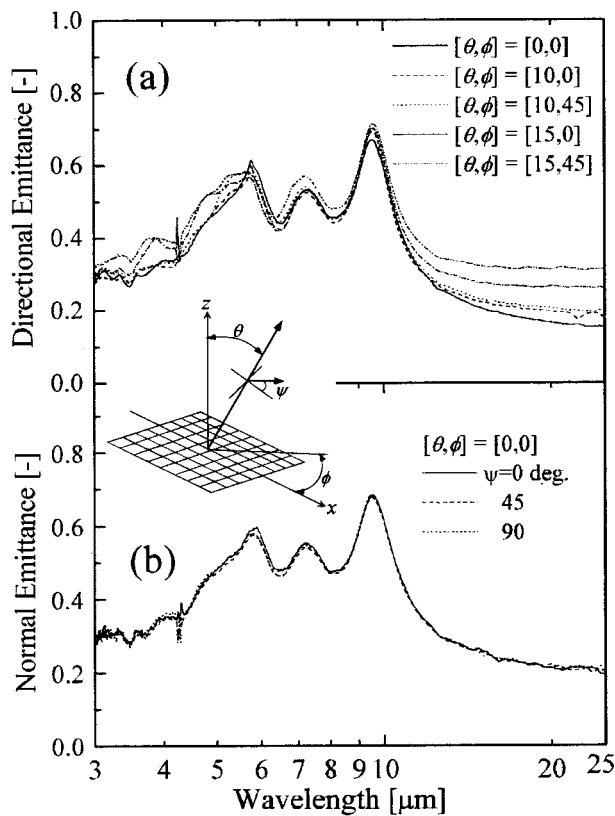 1.0
(a)
[θ,ϕ] = [0,0]
[θ,ϕ] = [10,0]
[θ,ϕ] = [10,45]
[θ,ϕ] = [15,0]
[θ,ϕ] = [15,45]
0.8
0.6
0.4
0.2
0.0
Directional Emittance [-]
z
θ
ψ
ϕ
x
[θ,ϕ] = [0,0]
ψ=0 deg.
45
90
0.8
0.6
(b)
0.4
0.2
0.0
Normal Emittance [-]
3 4 5 6 7 8 9 10 20 25
Wavelength [µm]